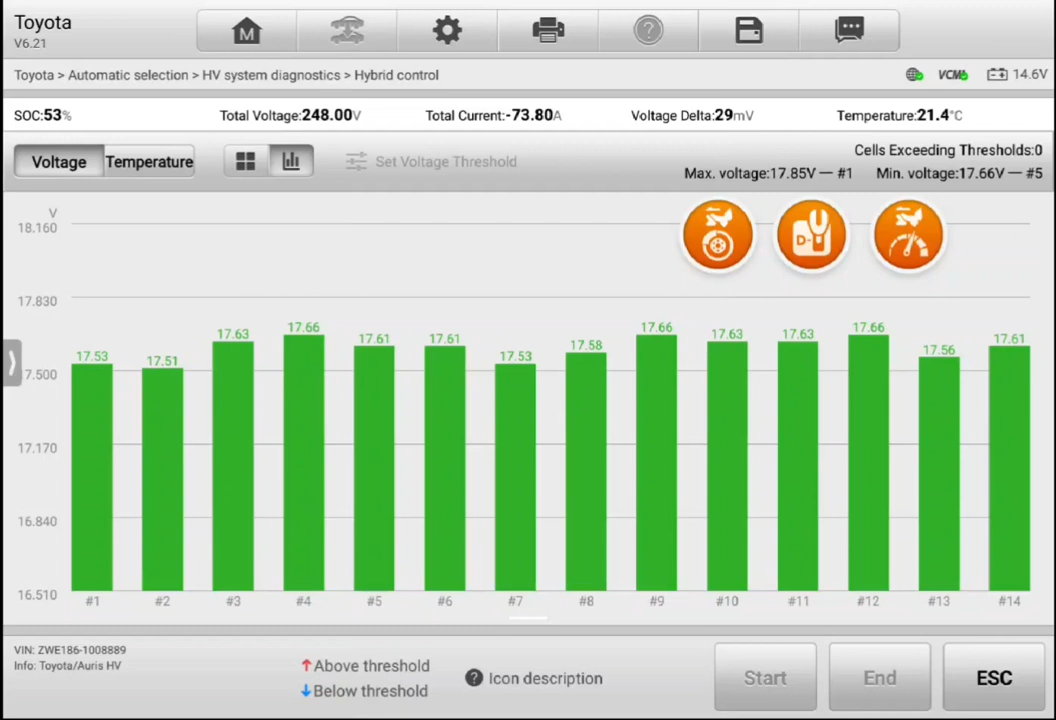 Toyota
V6.21
M
?
Toyota > Automatic selection > HV system diagnostics > Hybrid control
VCMI
14.6V
SOC:53%
Total Voltage:248.00V
Total Current:-73.80A
Voltage Delta:29mV
Temperature:21.4°C
Voltage
Temperature
Set Voltage Threshold
Cells Exceeding Thresholds:0
Max. voltage:17.85V — #1
Min. voltage:17.66V — #5
V
18.160
D-
17.830
17.63
17.66
17.66
17.63
17.63
17.66
17.53
17.51
17.61
17.61
17.53
17.58
17.56
17.61
17.500
17.170
16.840
16.510
#1
#2
#3
#4
#5
#6
#7
#8
#9
#10
#11
#12
#13
#14
VIN: ZWE186-1008889
Info: Toyota/Auris HV
Above threshold
Below threshold
? Icon description
Start
End
ESC